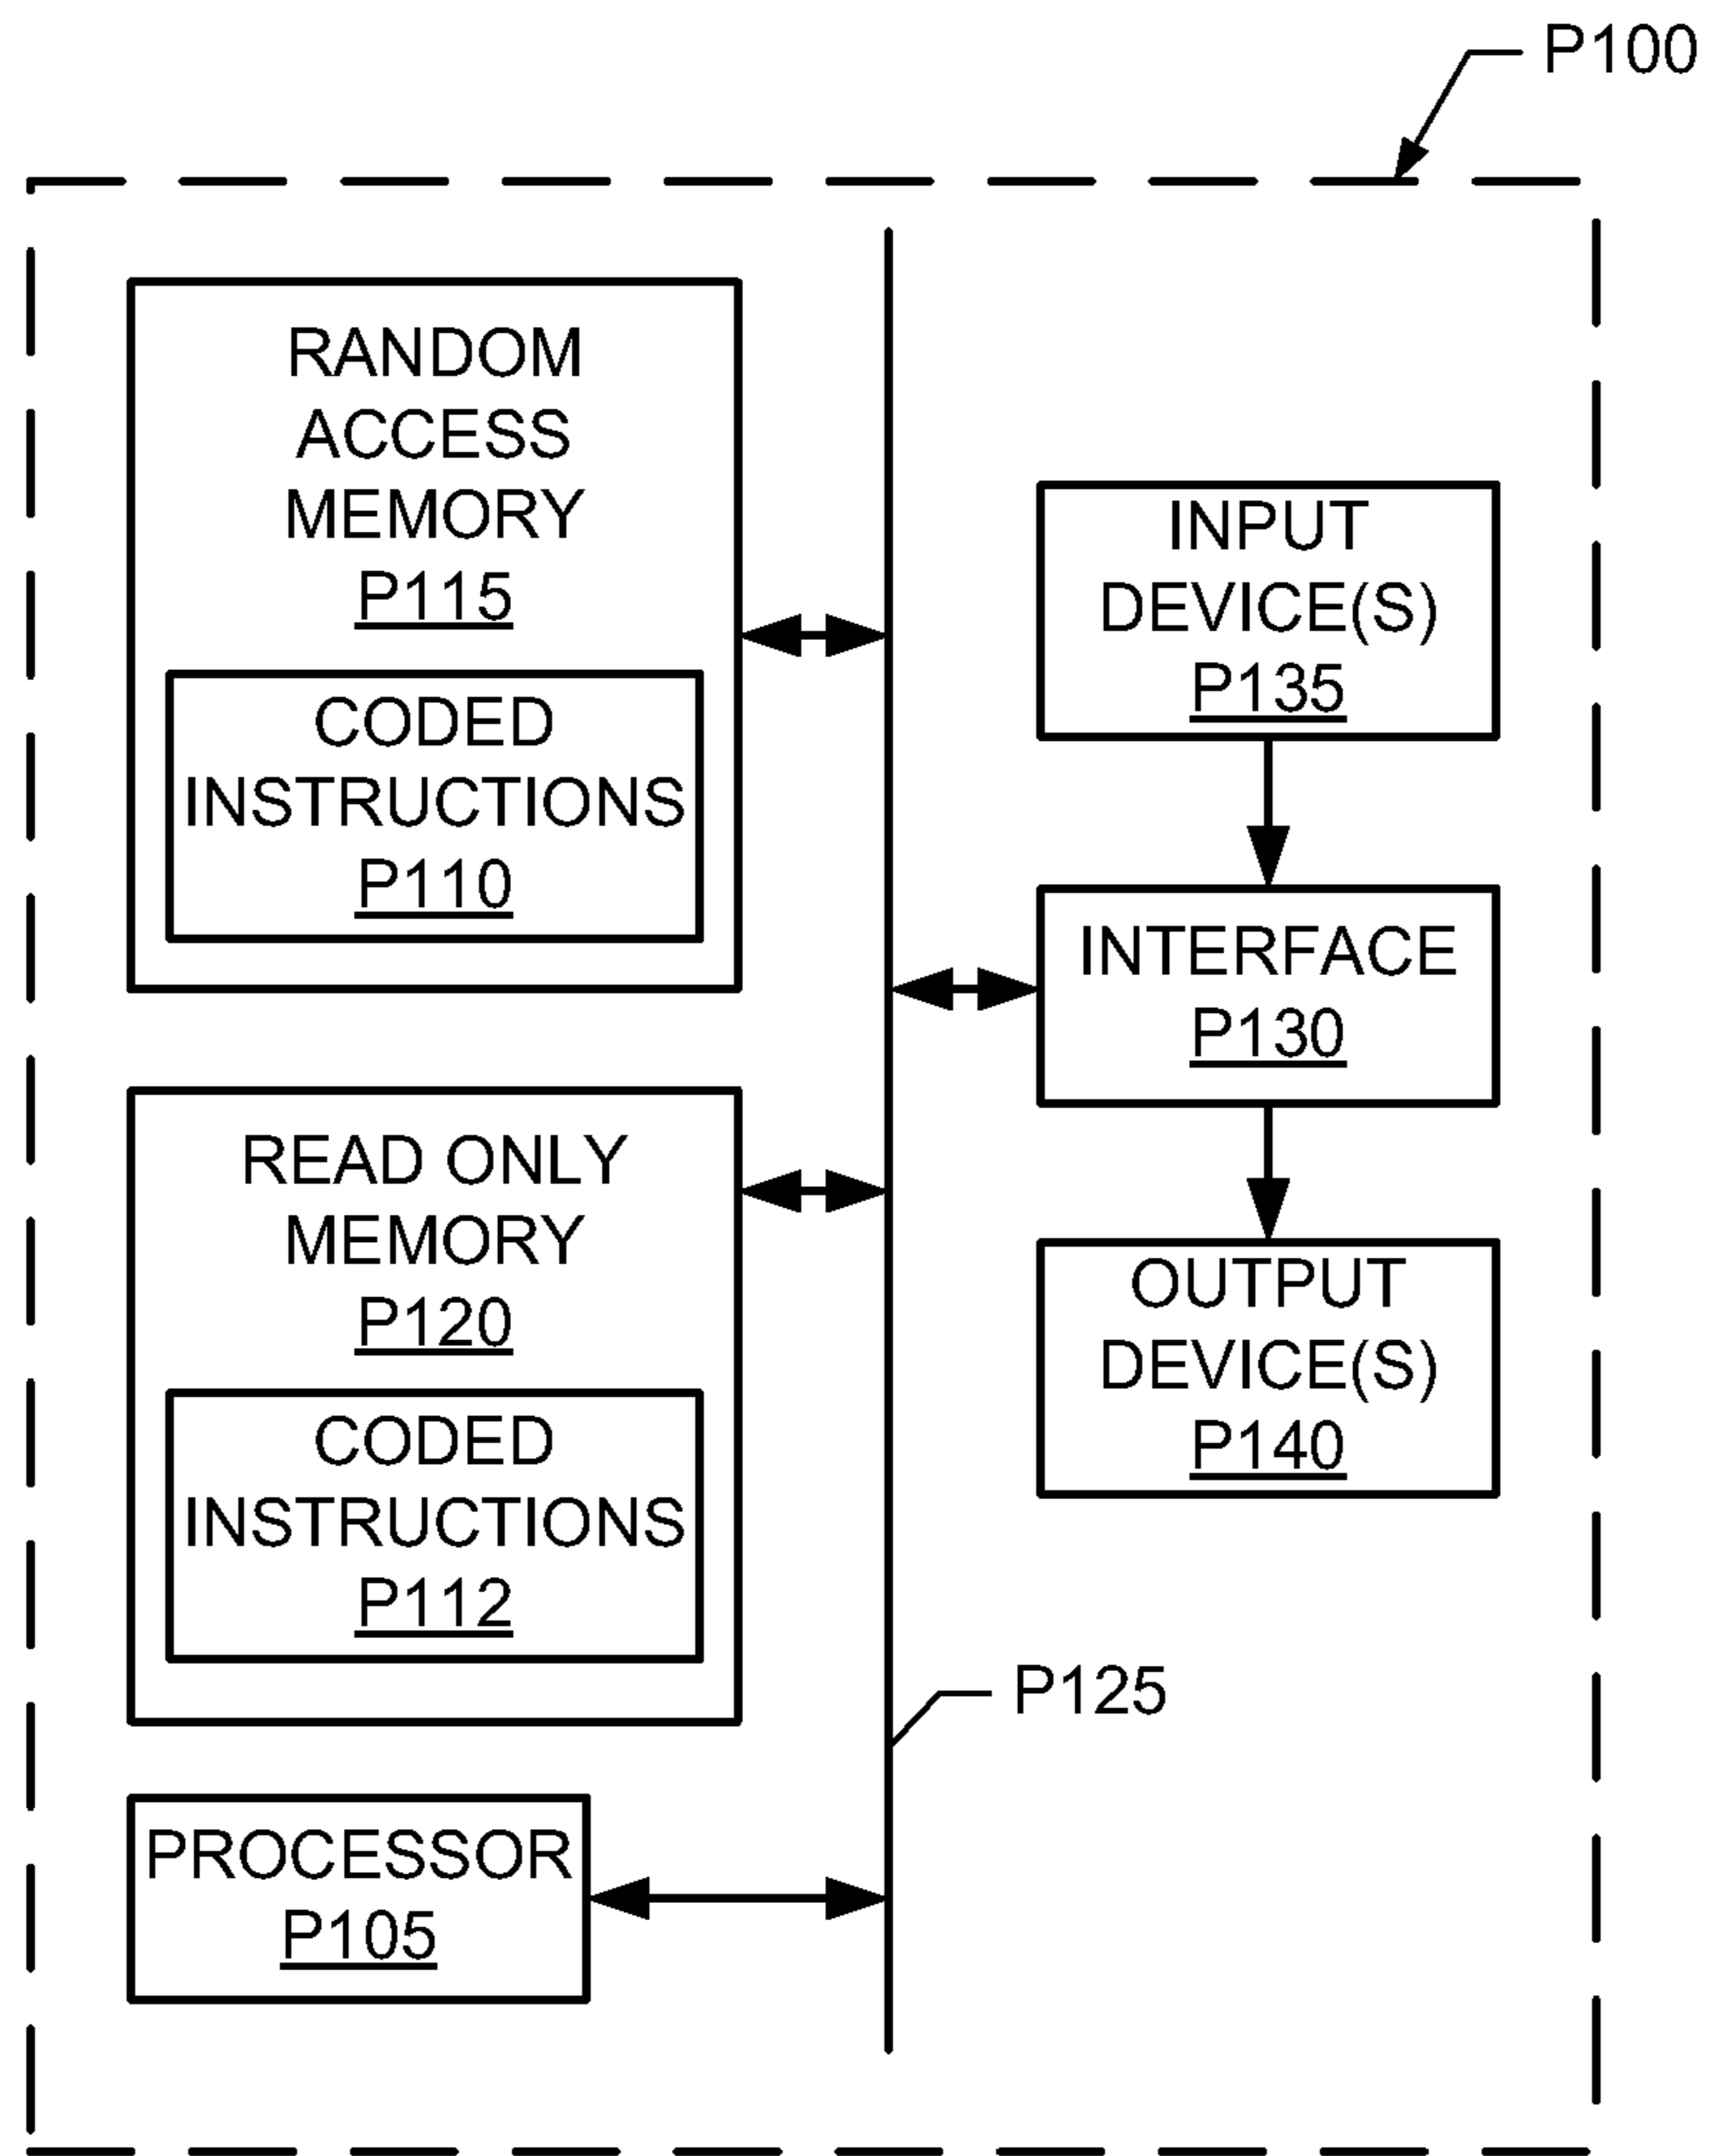 P100
RANDOM
ACCESS
MEMORY
P115
CODED
INSTRUCTIONS
P110
READ ONLY
MEMORY
P120
CODED
INSTRUCTIONS
P112
PROCESSOR
P105
INPUT
DEVICE(S)
P135
INTERFACE
P130
OUTPUT
DEVICE(S)
P140
P125